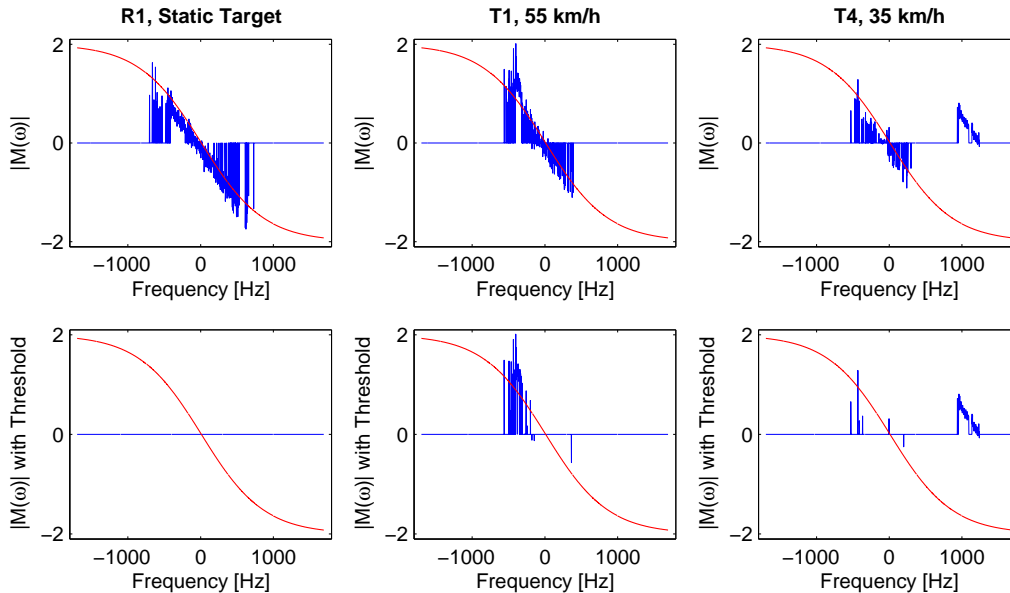 R1, Static Target
T1, 55 km/h
T4, 35 km/h
|M(ω)|
2
0
−2
−1000 0 1000
Frequency [Hz]
|M(ω)|
2
0
−2
−1000 0 1000
Frequency [Hz]
|M(ω)|
2
0
−2
−1000 0 1000
Frequency [Hz]
|M(ω)| with Threshold
2
0
−2
−1000 0 1000
Frequency [Hz]
|M(ω)| with Threshold
2
0
−2
−1000 0 1000
Frequency [Hz]
|M(ω)| with Threshold
2
0
−2
−1000 0 1000
Frequency [Hz]